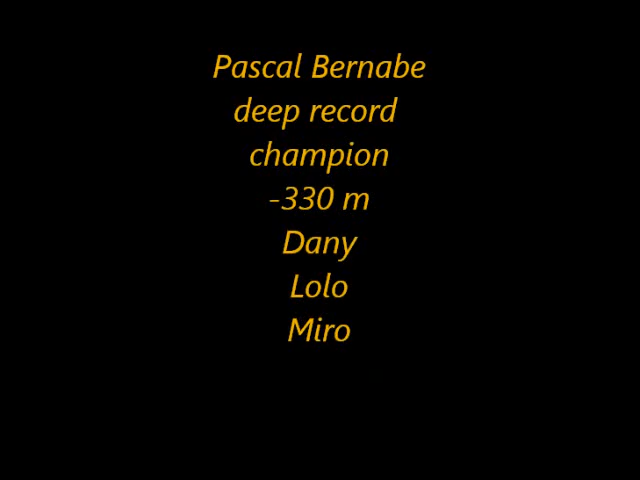 Pascal Bernabe
deep record
champion
-330 m
Dany
Lolo
Miro